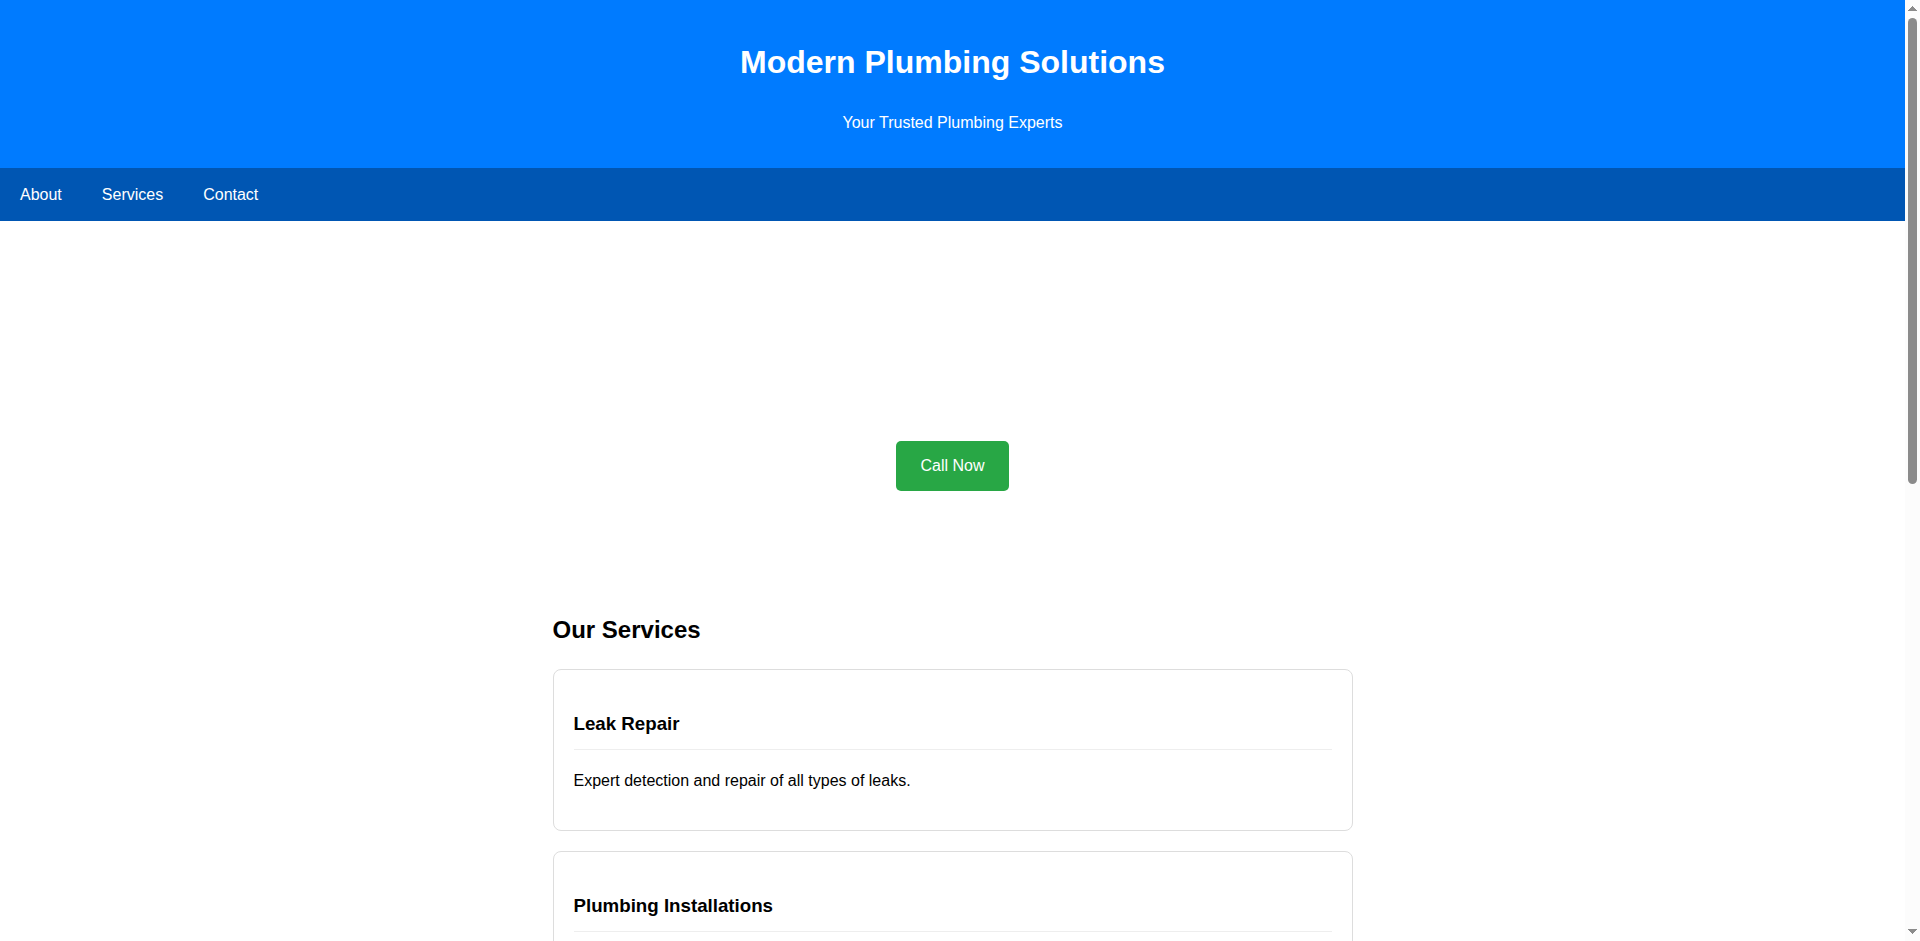 Modern Plumbing Solutions
Your Trusted Plumbing Experts
About Services Contact
Call Now
Our Services
Leak Repair
Expert detection and repair of all types of leaks.
Plumbing Installations